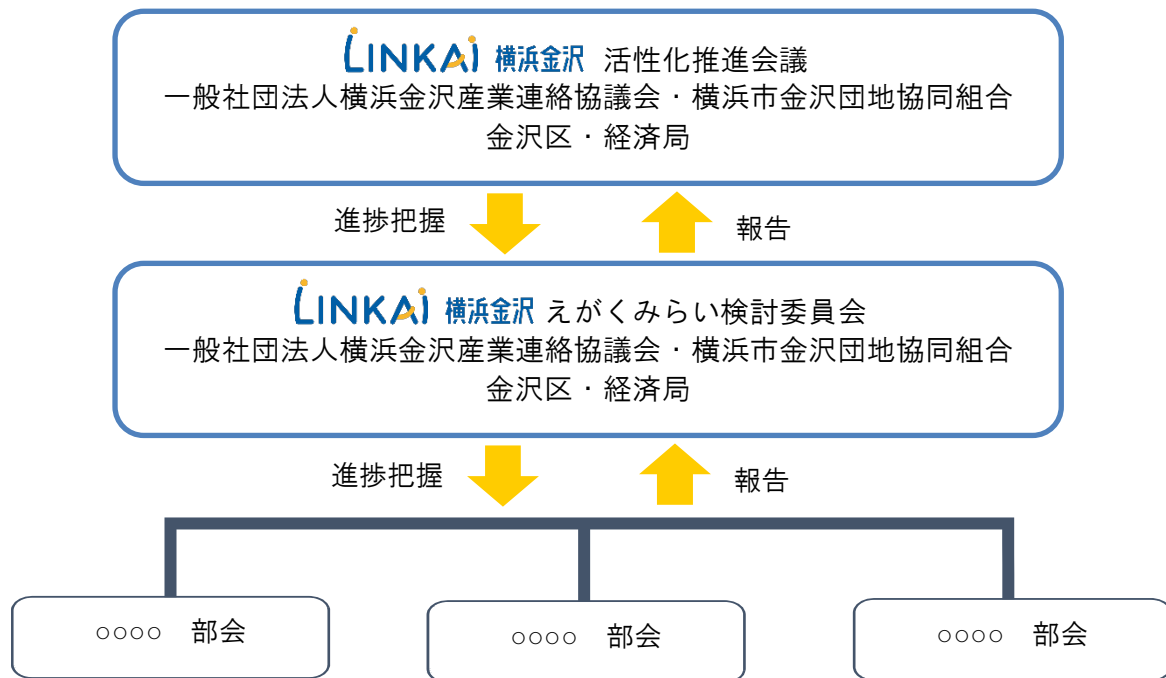 LINKAI 横浜金沢 活性化推進会議
一般社団法人横浜金沢産業連絡協議会・横浜市金沢団地協同組合
金沢区・経済局
進捗把握
報告
LINKAI 横浜金沢 えがくみらい検討委員会
一般社団法人横浜金沢産業連絡協議会・横浜市金沢団地協同組合
金沢区・経済局
進捗把握
報告
○○○○ 部会
○○○○ 部会
○○○○ 部会